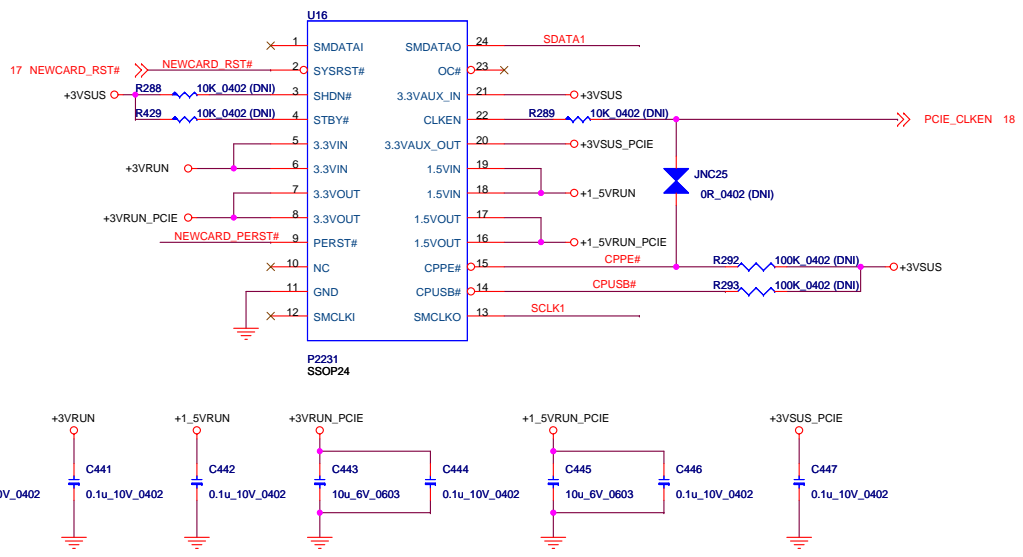 U16
1 SMDATAI SMDATAO 24 SDATA1
17 NEWCARD_RST# NEWCARD_RST# 2 SYSRST# OC# 23
+3VSUS R288 10K_0402 (DNI) 3 SHDN# 3.3VAUX_IN 21 +3VSUS
R429 10K_0402 (DNI) 4 STBY# CLKEN 22 R289 10K_0402 (DNI) PCIE_CLKEN 18
5 3.3VIN 3.3VAUX_OUT 20 +3VSUS_PCIE
+3VRUN 6 3.3VIN 1.5VIN 19
JNC25
7 3.3VOUT 1.5VIN 18 +1_5VRUN
0R_0402 (DNI)
+3VRUN_PCIE 8 3.3VOUT 1.5VOUT 17
NEWCARD_PERST# 9 PERST# 1.5VOUT 16 +1_5VRUN_PCIE
10 NC CPPE# 15 CPPE# R292 100K_0402 (DNI) +3VSUS
11 GND CPUSB# 14 CPUSB# R293 100K_0402 (DNI)
12 SMCLKI SMCLKO 13 SCLK1
P2231
SSOP24
+3VRUN +1_5VRUN +3VRUN_PCIE +1_5VRUN_PCIE +3VSUS_PCIE
C441 C442 C443 C444 C445 C446 C447
0V_0402 0.1u_10V_0402 0.1u_10V_0402 10u_6V_0603 0.1u_10V_0402 10u_6V_0603 0.1u_10V_0402 0.1u_10V_0402